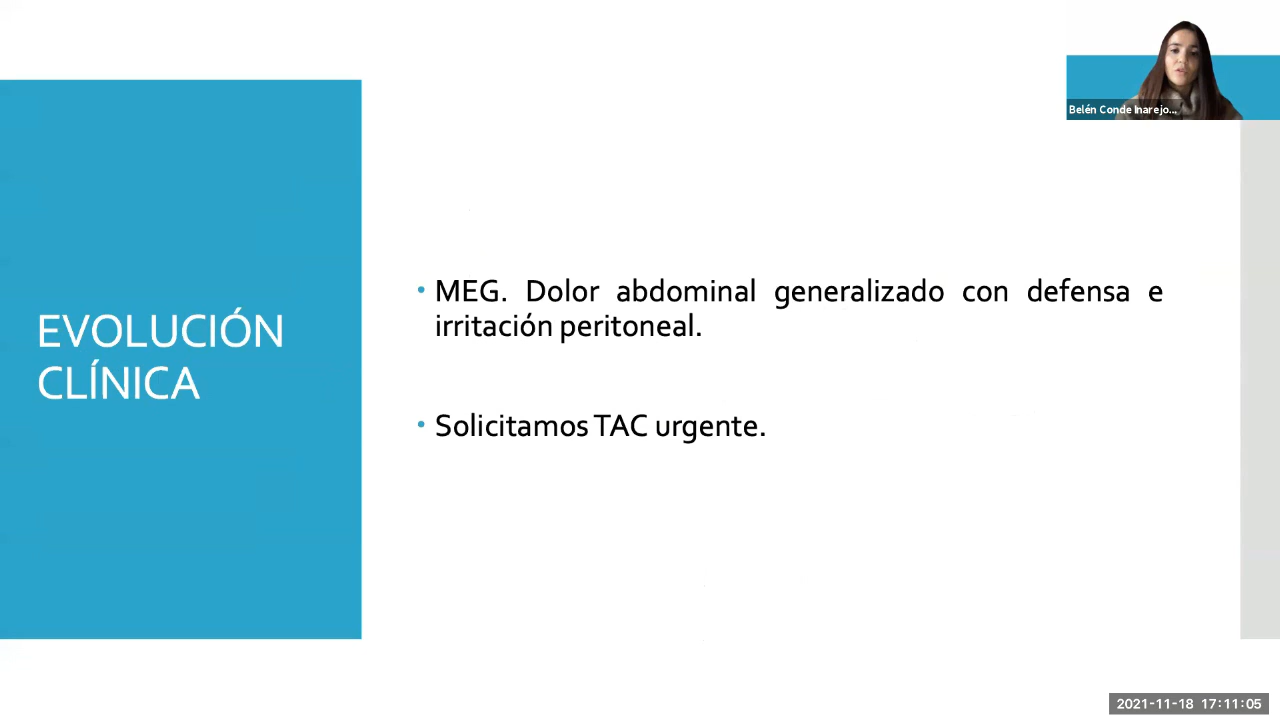 Belén Conde Inarejo...
EVOLUCIÓN
CLÍNICA
• MEG. Dolor abdominal generalizado con defensa e
irritación peritoneal.
• Solicitamos TAC urgente.
2021-11-18 17:11:05